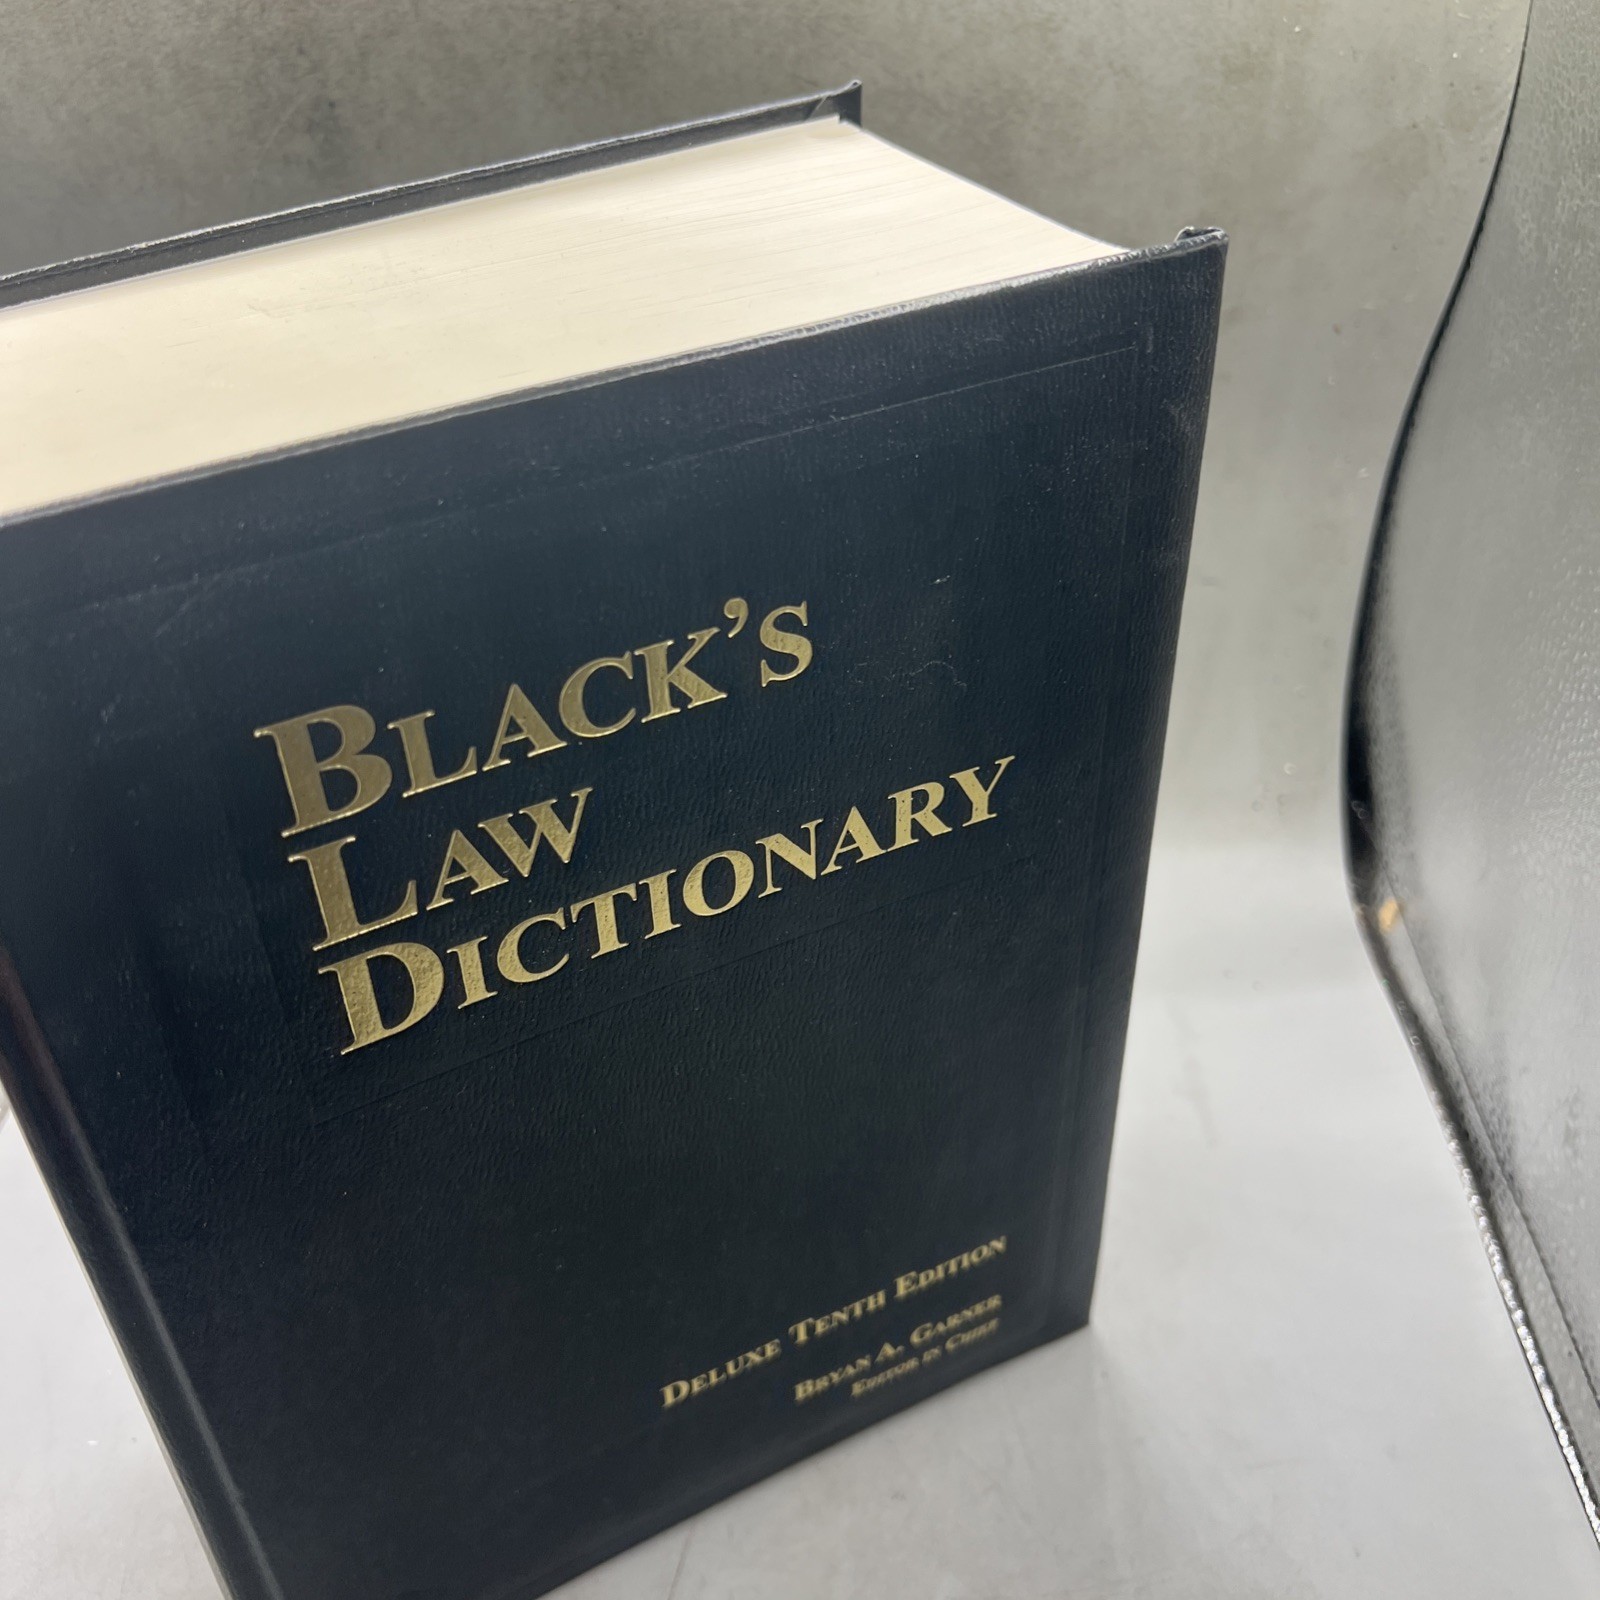 BLACK'S
LAW
DICTIONARY
DELUXE TENTH EDITION
BRYAN A. GARNER
EDITOR IN CHIEF